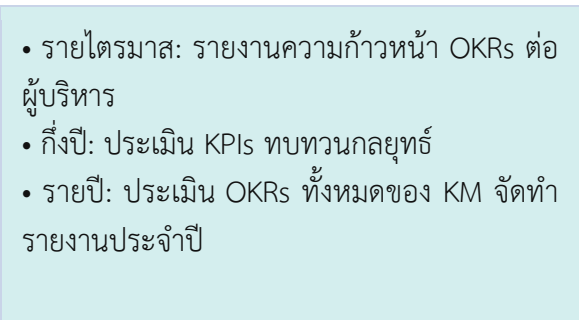 • รายไตรมาส: รายงานความก้าวหน้า OKRs ต่อ
ผู้บริหาร
• กึ่งปี: ประเมิน KPIs ทบทวนกลยุทธ์
• รายปี: ประเมิน OKRs ทั้งหมดของ KM จัดทำ
รายงานประจำปี